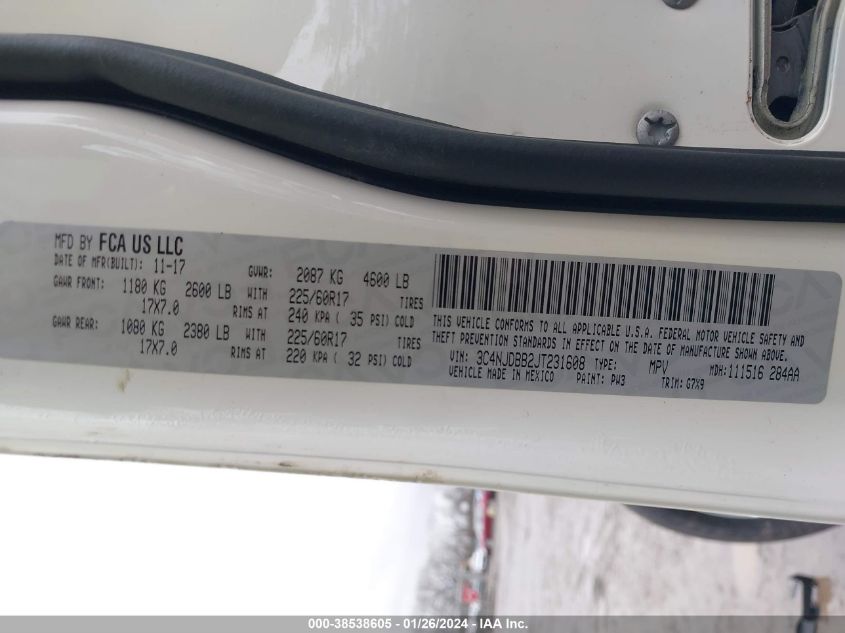 MFD BY FCA US LLC
DATE OF MFR(BUILT): 11-17 GVWR: 2087 KG 4600 LB
GAWR FRONT: 1180 KG 2600 LB WITH 225/60R17 TIRES
17X7.0 RIMS AT 240 KPA ( 35 PSI) COLD
GAWR REAR: 1080 KG 2380 LB WITH 225/60R17 TIRES
17X7.0 RIMS AT 220 KPA ( 32 PSI) COLD
THIS VEHICLE CONFORMS TO ALL APPLICABLE U.S.A. FEDERAL MOTOR VEHICLE SAFETY AND
THEFT PREVENTION STANDARDS IN EFFECT ON THE DATE OF MANUFACTURE SHOWN ABOVE.
VIN: 3C4NJDBB2JT231608 TYPE: MPV MDH:111516 284AA
VEHICLE MADE IN MEXICO PAINT: PW3 TRIM: G7X9
000-38538605 - 01/26/2024 - IAA Inc.